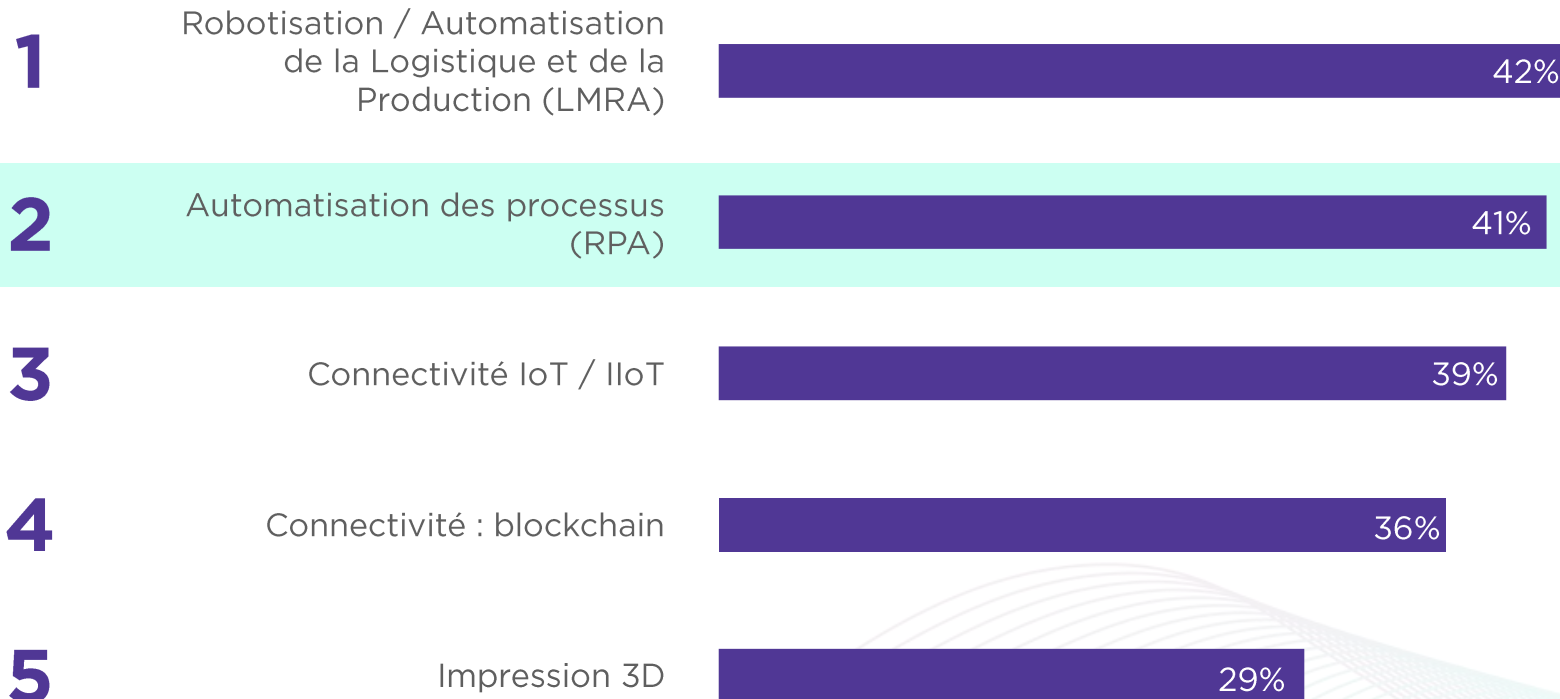 1
Robotisation / Automatisation
de la Logistique et de la
Production (LMRA)
42%
2
Automatisation des processus
(RPA)
41%
3
Connectivité IoT / IIoT
39%
4
Connectivité : blockchain
36%
5
Impression 3D
29%